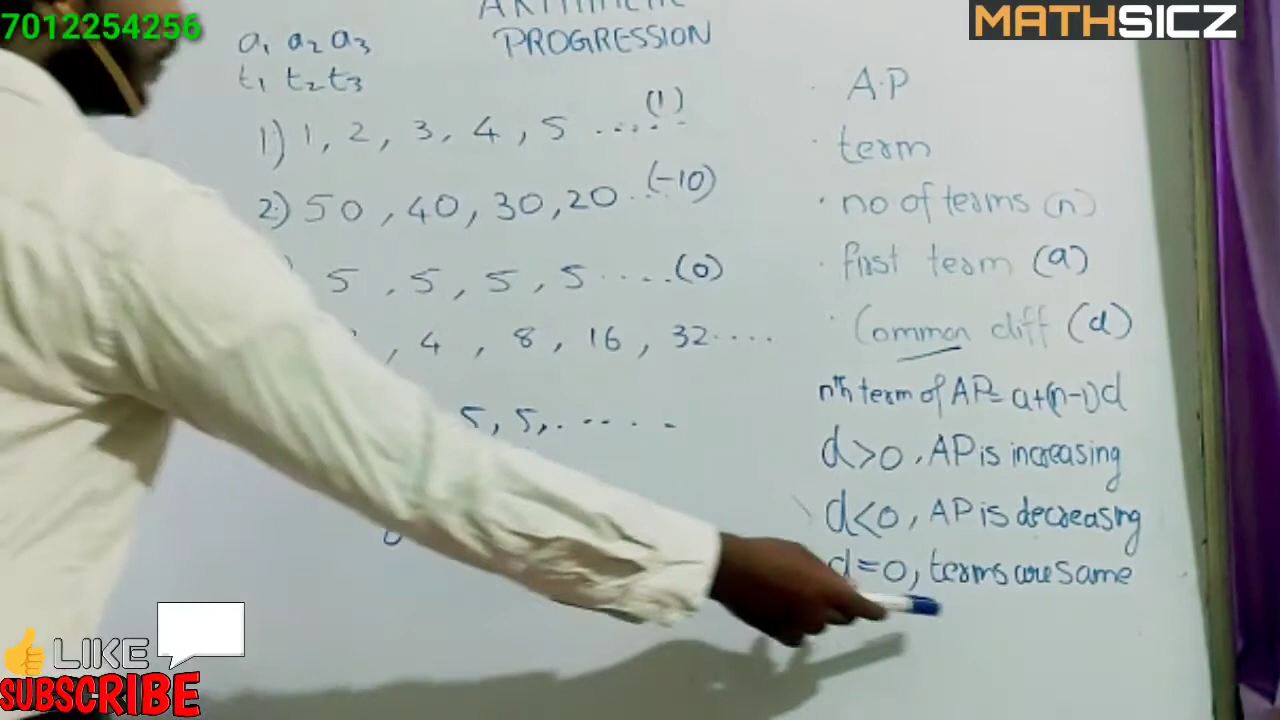 7012254256
MATHSICZ
ARITHMETIC
PROGRESSION
a1 a2 a3
t1 t2 t3
1) 1, 2, 3, 4, 5 ...... (1)
2) 50, 40, 30, 20 ... (-10)
5, 5, 5, 5 ..... (0)
, 4, 8, 16, 32....
5, 5, ......
A.P
term
no of terms (n)
first term (a)
Common diff (d)
nth term of AP = a+(n-1)d
d>0, AP is increasing
d<0, AP is decreasing
d=0, terms are same
LIKE
SUBSCRIBE